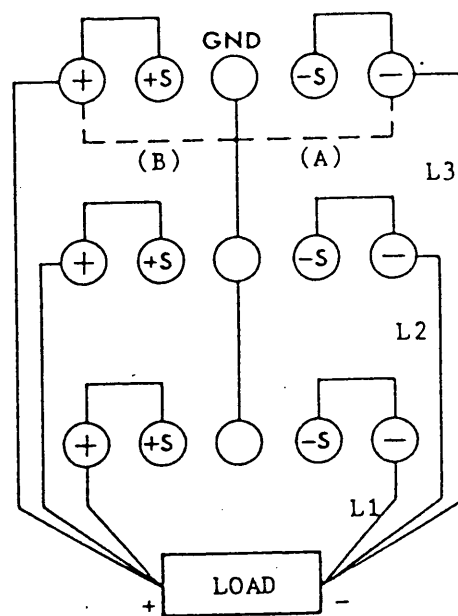 GND
+ +S -S −
(B) (A)
L3
+ +S -S −
L2
+ +S -S −
L1
+ LOAD −